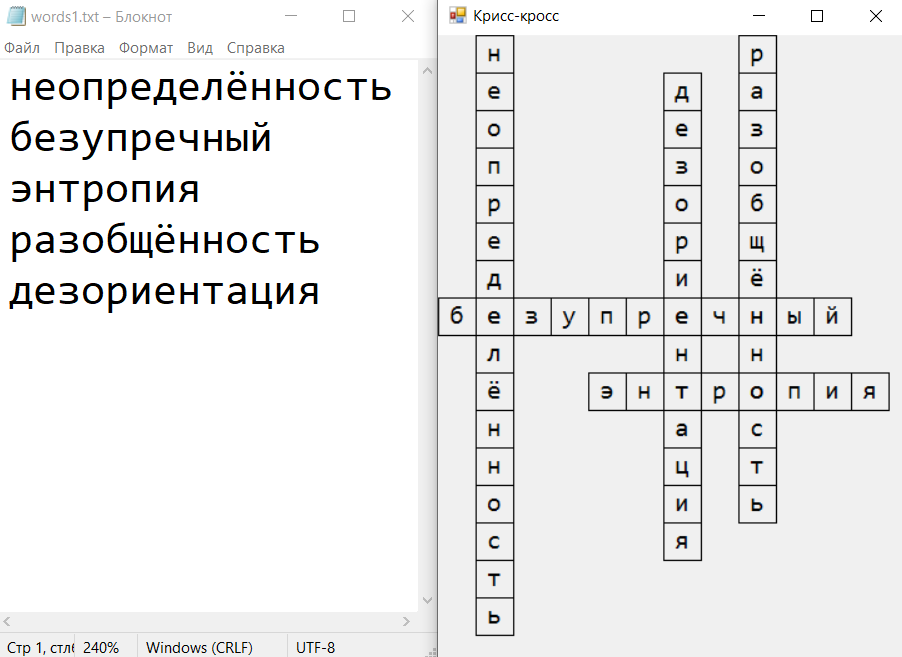 words1.txt – Блокнот
Файл Правка Формат Вид Справка
неопределённость
безупречный
энтропия
разобщённость
дезориентация
Стр 1, стлб 240% Windows (CRLF) UTF-8
Крисс-кросс
н р
е д а
о е з
п з о
р о б
е р щ
д и ё
б е з у п р е ч н ы й
л н н
ё э н т р о п и я
н а с
н ц т
о и ь
с я
т
ь